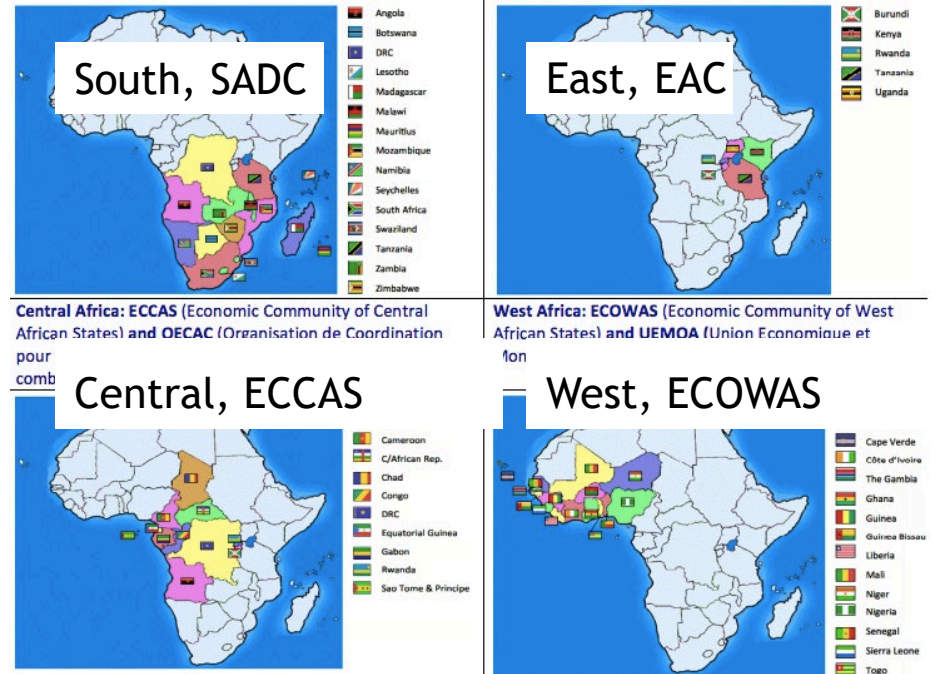 South, SADC
Angola
Botswana
DRC
Lesotho
Madagascar
Malawi
Mauritius
Mozambique
Namibia
Seychelles
South Africa
Swaziland
Tanzania
Zambia
Zimbabwe
East, EAC
Burundi
Kenya
Rwanda
Tanzania
Uganda
Central Africa: ECCAS (Economic Community of Central
African States) and OECAC (Organisation de Coordination
pour
comb
Central, ECCAS
Cameroon
C/African Rep.
Chad
Congo
DRC
Equatorial Guinea
Gabon
Rwanda
Sao Tome & Principe
West Africa: ECOWAS (Economic Community of West
African States) and UEMOA (Union Economique et
Mon
West, ECOWAS
Cape Verde
Côte d'Ivoire
The Gambia
Ghana
Guinea
Guinea Bissau
Liberia
Mali
Niger
Nigeria
Senegal
Sierra Leone
Togo